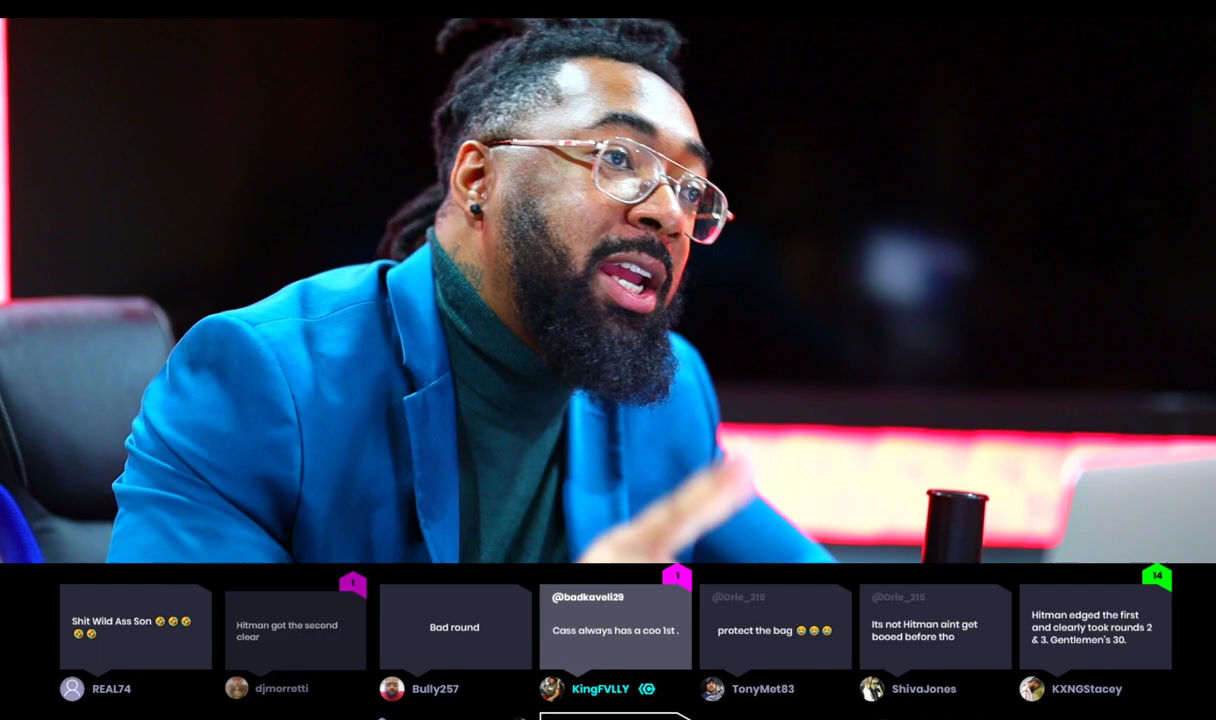 1
1
14
Shit Wild Ass Son 🤣 🤣 🤣
🤣 🤣
Hitman got the second
clear
Bad round
@badkaveli29
Cass always has a coo 1st .
@Drie_215
protect the bag 😂 😂 😂
@Drie_215
Its not Hitman aint get
booed before tho
Hitman edged the first
and clearly took rounds 2
& 3. Gentlemen's 30.
REAL74
djmorretti
Bully257
KingFVLLY
TonyMet83
ShivaJones
KXNGStacey